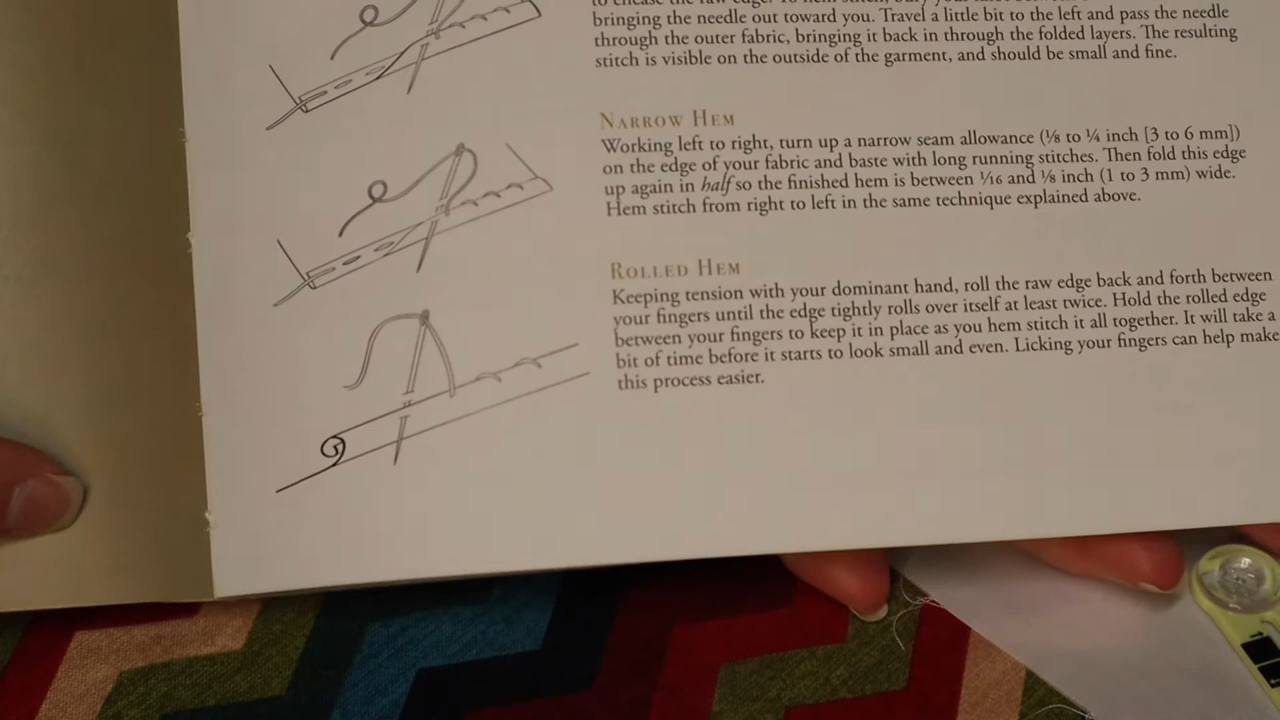 bringing the needle out toward you. Travel a little bit to the left and pass the needle
through the outer fabric, bringing it back in through the folded layers. The resulting
stitch is visible on the outside of the garment, and should be small and fine.
NARROW HEM
Working left to right, turn up a narrow seam allowance (⅛ to ¼ inch [3 to 6 mm])
on the edge of your fabric and baste with long running stitches. Then fold this edge
up again in half so the finished hem is between 1/16 and ⅛ inch (1 to 3 mm) wide.
Hem stitch from right to left in the same technique explained above.
ROLLED HEM
Keeping tension with your dominant hand, roll the raw edge back and forth between
your fingers until the edge tightly rolls over itself at least twice. Hold the rolled edge
between your fingers to keep it in place as you hem stitch it all together. It will take a
bit of time before it starts to look small and even. Licking your fingers can help make
this process easier.